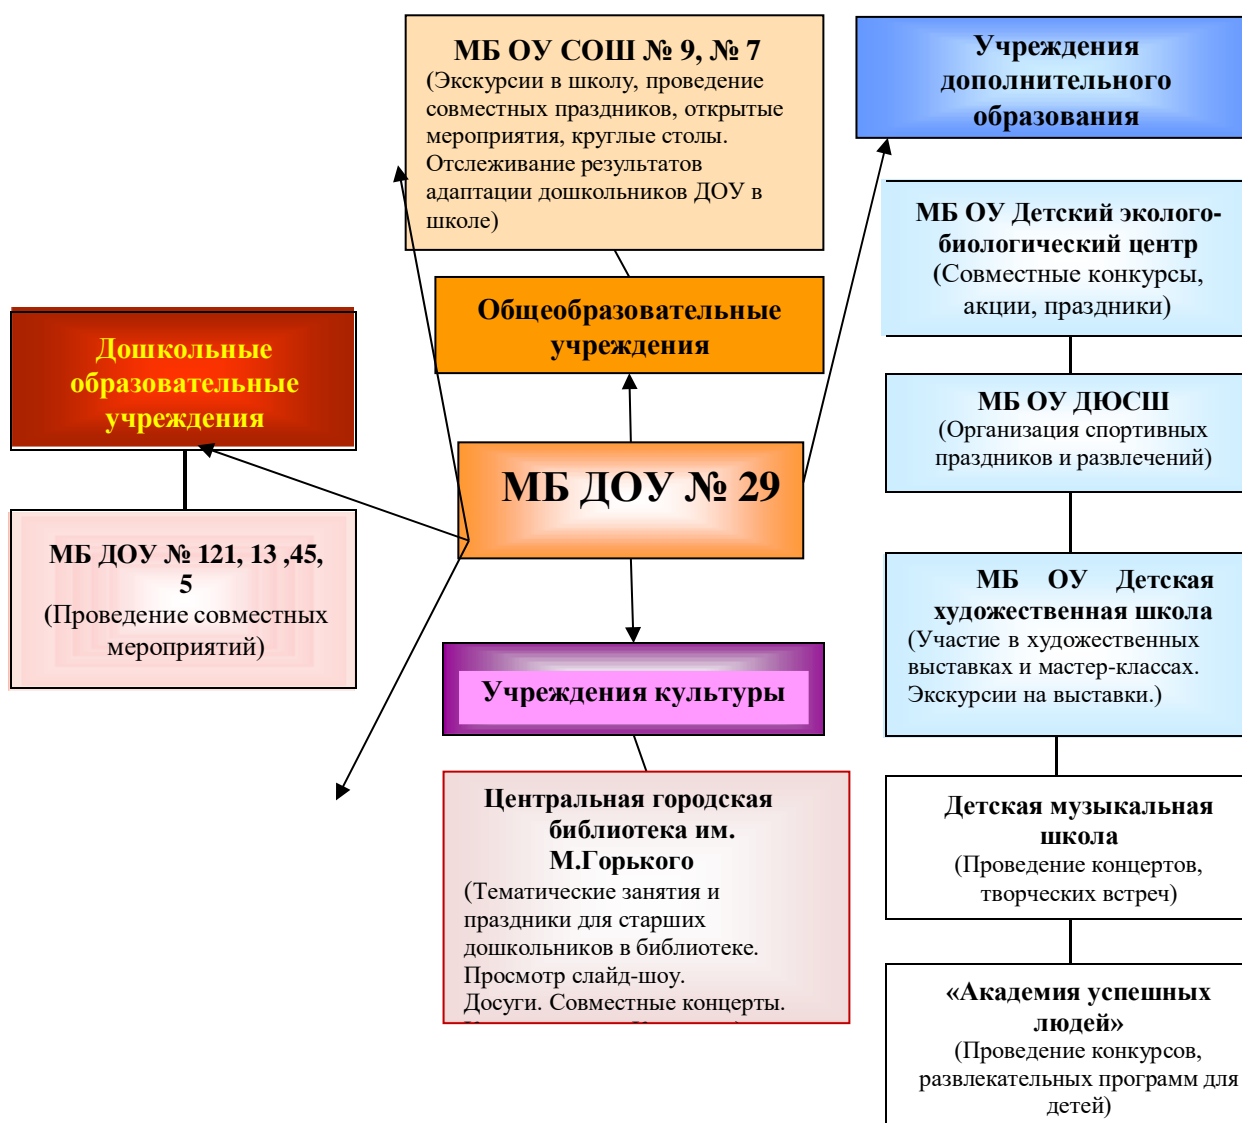 МБ ОУ СОШ № 9, № 7
(Экскурсии в школу, проведение
совместных праздников, открытые
мероприятия, круглые столы.
Отслеживание результатов
адаптации дошкольников ДОУ в
школе)
Учреждения
дополнительного
образования
МБ ОУ Детский эколого-
биологический центр
(Совместные конкурсы,
акции, праздники)
Общеобразовательные
учреждения
Дошкольные
образовательные
учреждения
МБ ОУ ДЮСШ
(Организация спортивных
праздников и развлечений)
МБ ДОУ № 29
МБ ДОУ № 121, 13 ,45,
5
(Проведение совместных
мероприятий)
МБ ОУ Детская
художественная школа
(Участие в художественных
выставках и мастер-классах.
Экскурсии на выставки.)
Учреждения культуры
Центральная городская
библиотека им.
М.Горького
(Тематические занятия и
праздники для старших
дошкольников в библиотеке.
Просмотр слайд-шоу.
Досуги. Совместные концерты.
Детская музыкальная
школа
(Проведение концертов,
творческих встреч)
«Академия успешных
людей»
(Проведение конкурсов,
развлекательных программ для
детей)